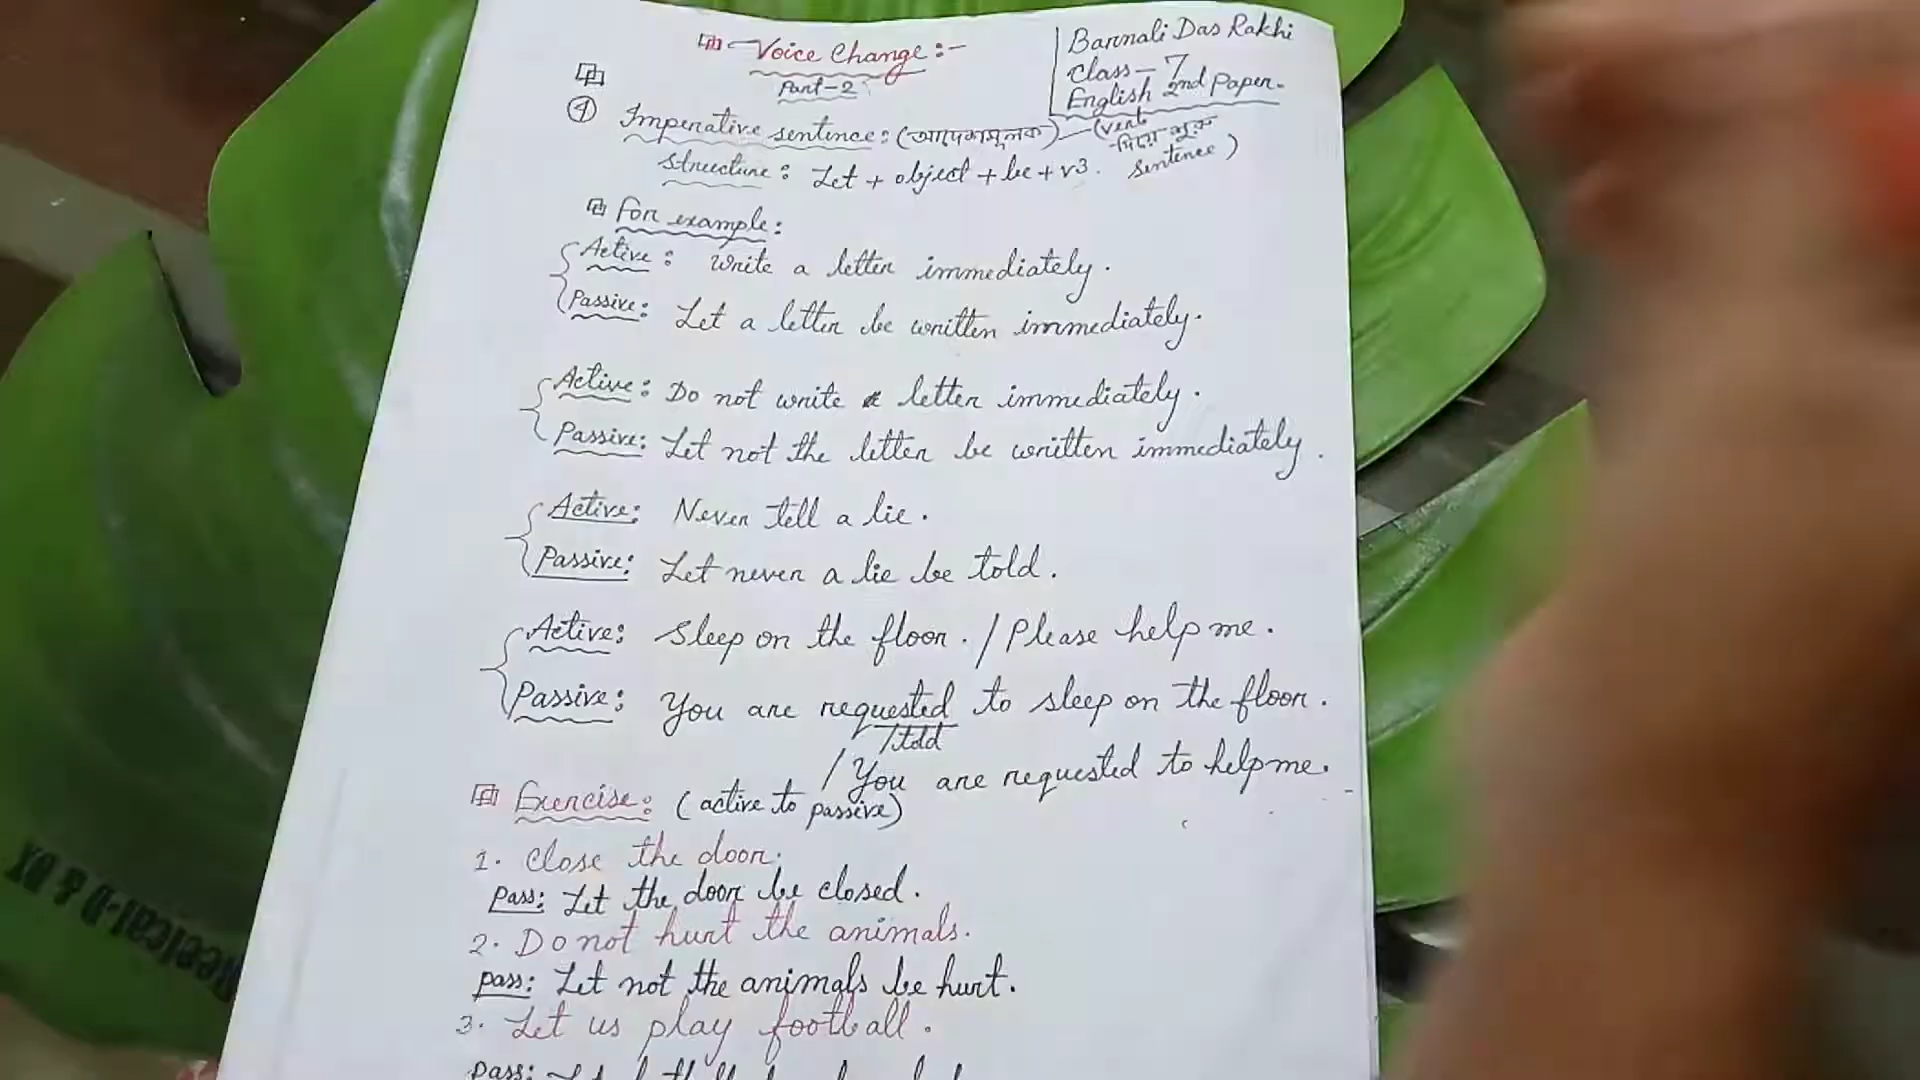 Voice Change:-
Part-2
Barnali Das Rakhi
Class-7
English 2nd Paper.
④ Imperative sentence: (আদেশমূলক) — (verb দিয়ে শুরু sentence)
Structure: Let + object + be + v3.
For example:
Active: Write a letter immediately.
Passive: Let a letter be written immediately.
Active: Do not write letter immediately.
Passive: Let not the letter be written immediately.
Active: Never tell a lie.
Passive: Let never a lie be told.
Active: Sleep on the floor. / Please help me.
Passive: You are requested to sleep on the floor.
/told
/ You are requested to help me.
Exercise: (active to passive)
1. Close the door.
Pass: Let the door be closed.
2. Do not hurt the animals.
Pass: Let not the animals be hurt.
3. Let us play football.
Pass: